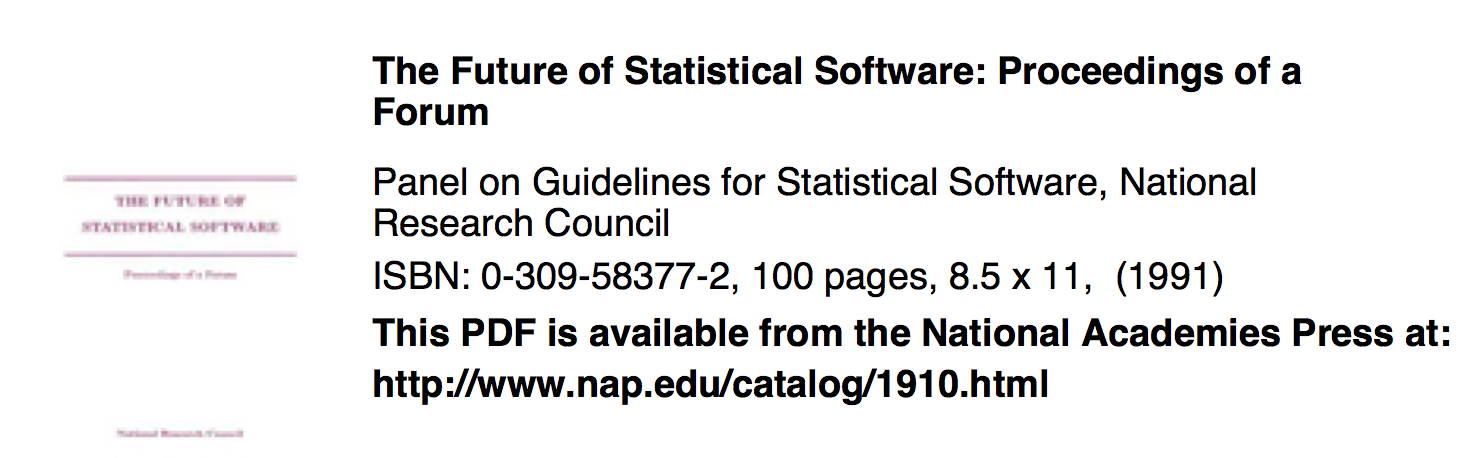 The Future of Statistical Software: Proceedings of a
Forum
Panel on Guidelines for Statistical Software, National
Research Council
ISBN: 0-309-58377-2, 100 pages, 8.5 x 11,  (1991)
This PDF is available from the National Academies Press at:
http://www.nap.edu/catalog/1910.html
THE FUTURE OF
STATISTICAL SOFTWARE
Proceedings of a Forum
National Research Council